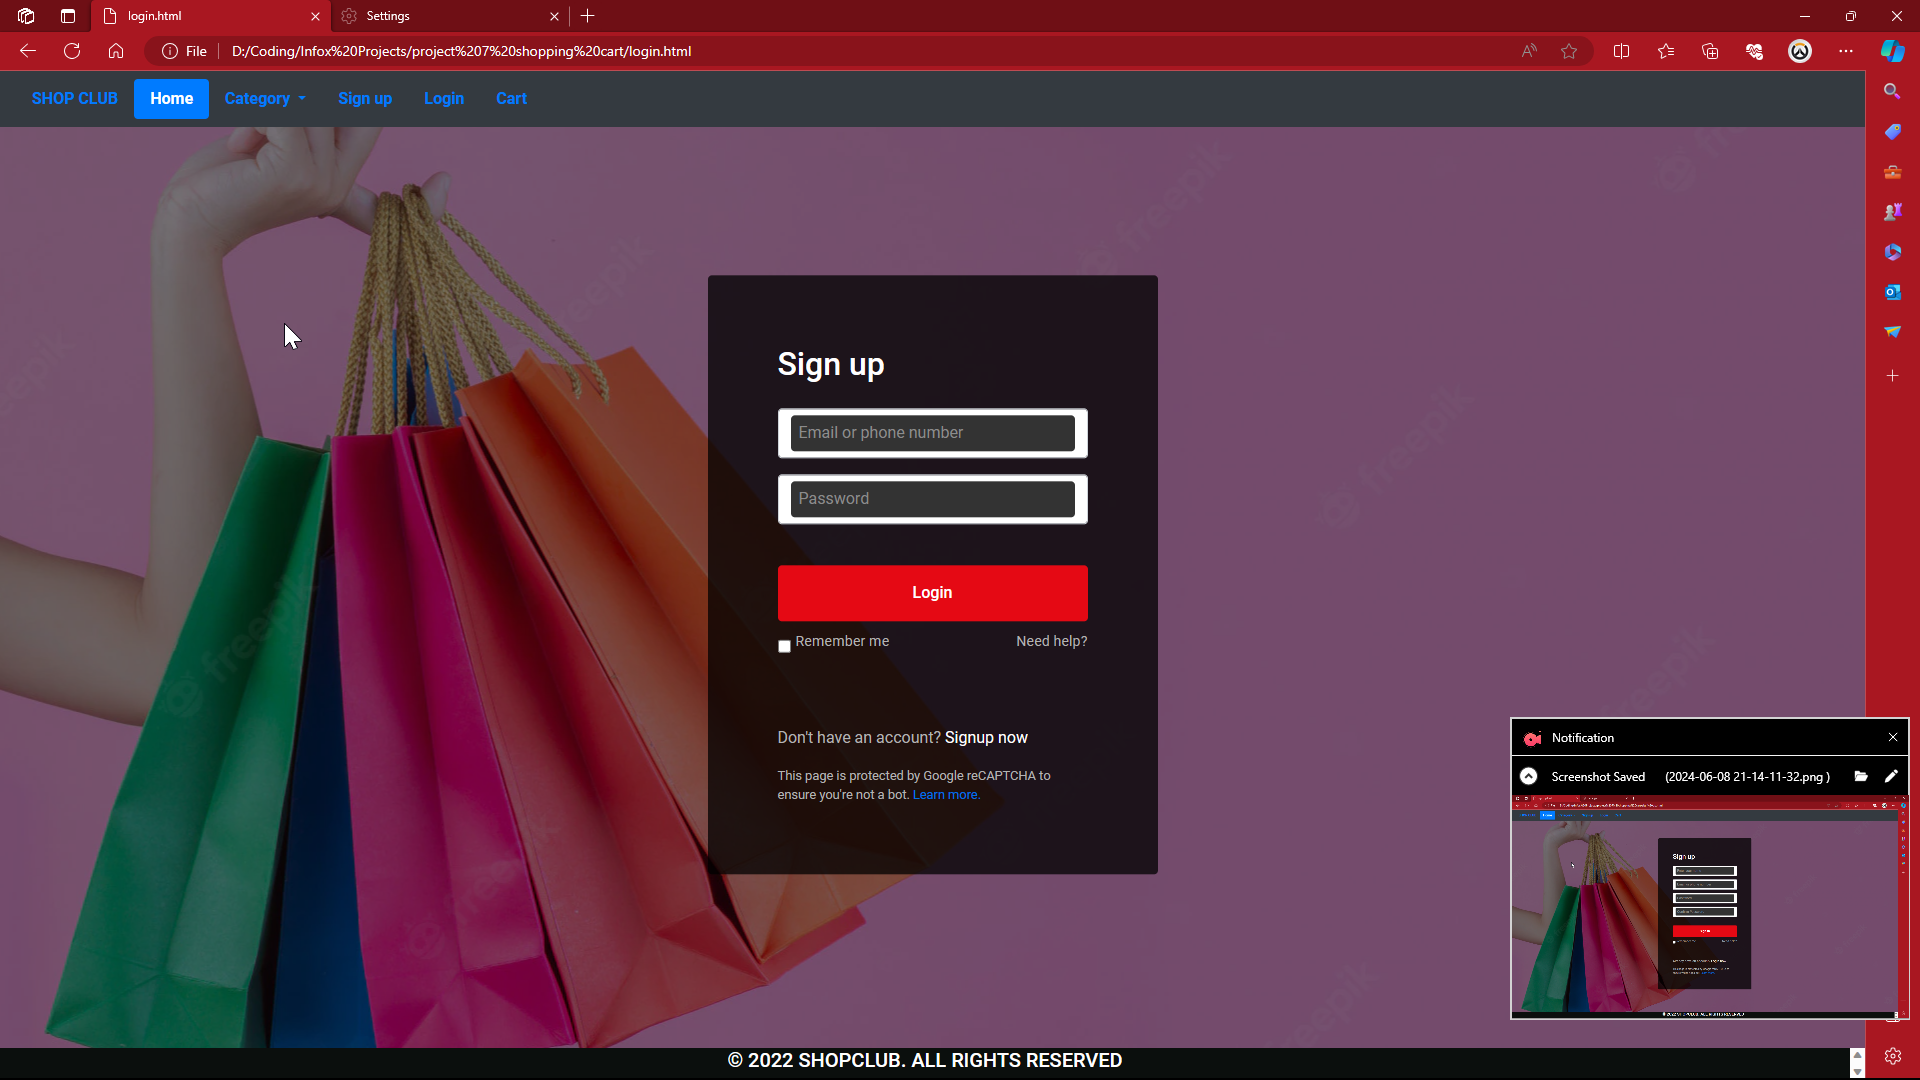 login.html
Settings
File
D:/Coding/Infox%20Projects/project%207%20shopping%20cart/login.html
SHOP CLUB
Home
Category
Sign up
Login
Cart
freepik
Sign up
Email or phone number
Password
Login
Remember me
Need help?
Don't have an account? Signup now
This page is protected by Google reCAPTCHA to
ensure you're not a bot. Learn more.
Notification
Screenshot Saved (2024-06-08 21-14-11-32.png )
Sign up
© 2022 SHOPCLUB. ALL RIGHTS RESERVED